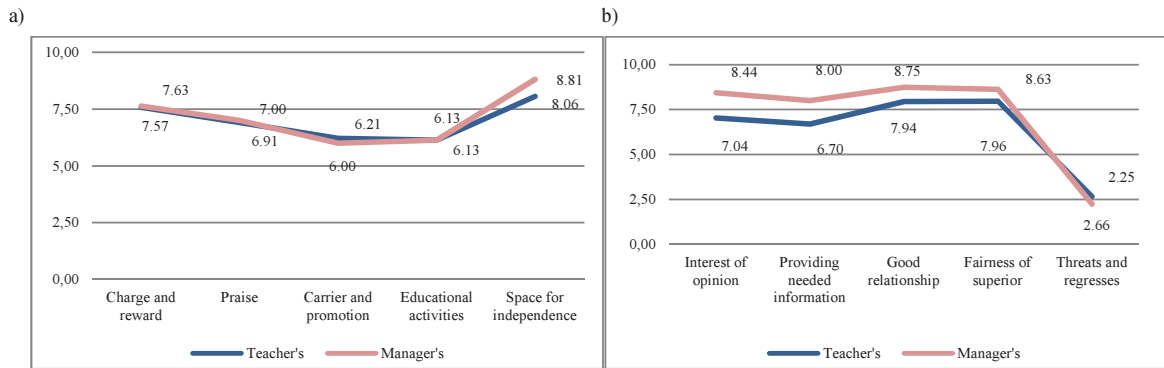 a)
b)
10,00
7,50
5,00
2,50
0,00
7.63
7.57
7.00
6.91
6.21
6.00
6.13
6.13
8.81
8.06
Charge and reward
Praise
Carrier and promotion
Educational activities
Space for independence
Teacher's
Manager's
10,00
7,50
5,00
2,50
0,00
8.44
7.04
8.00
6.70
8.75
7.94
8.63
7.96
2.25
2.66
Interest of opinion
Providing needed information
Good relationship
Fairness of superior
Threats and regresses
Teacher's
Manager's